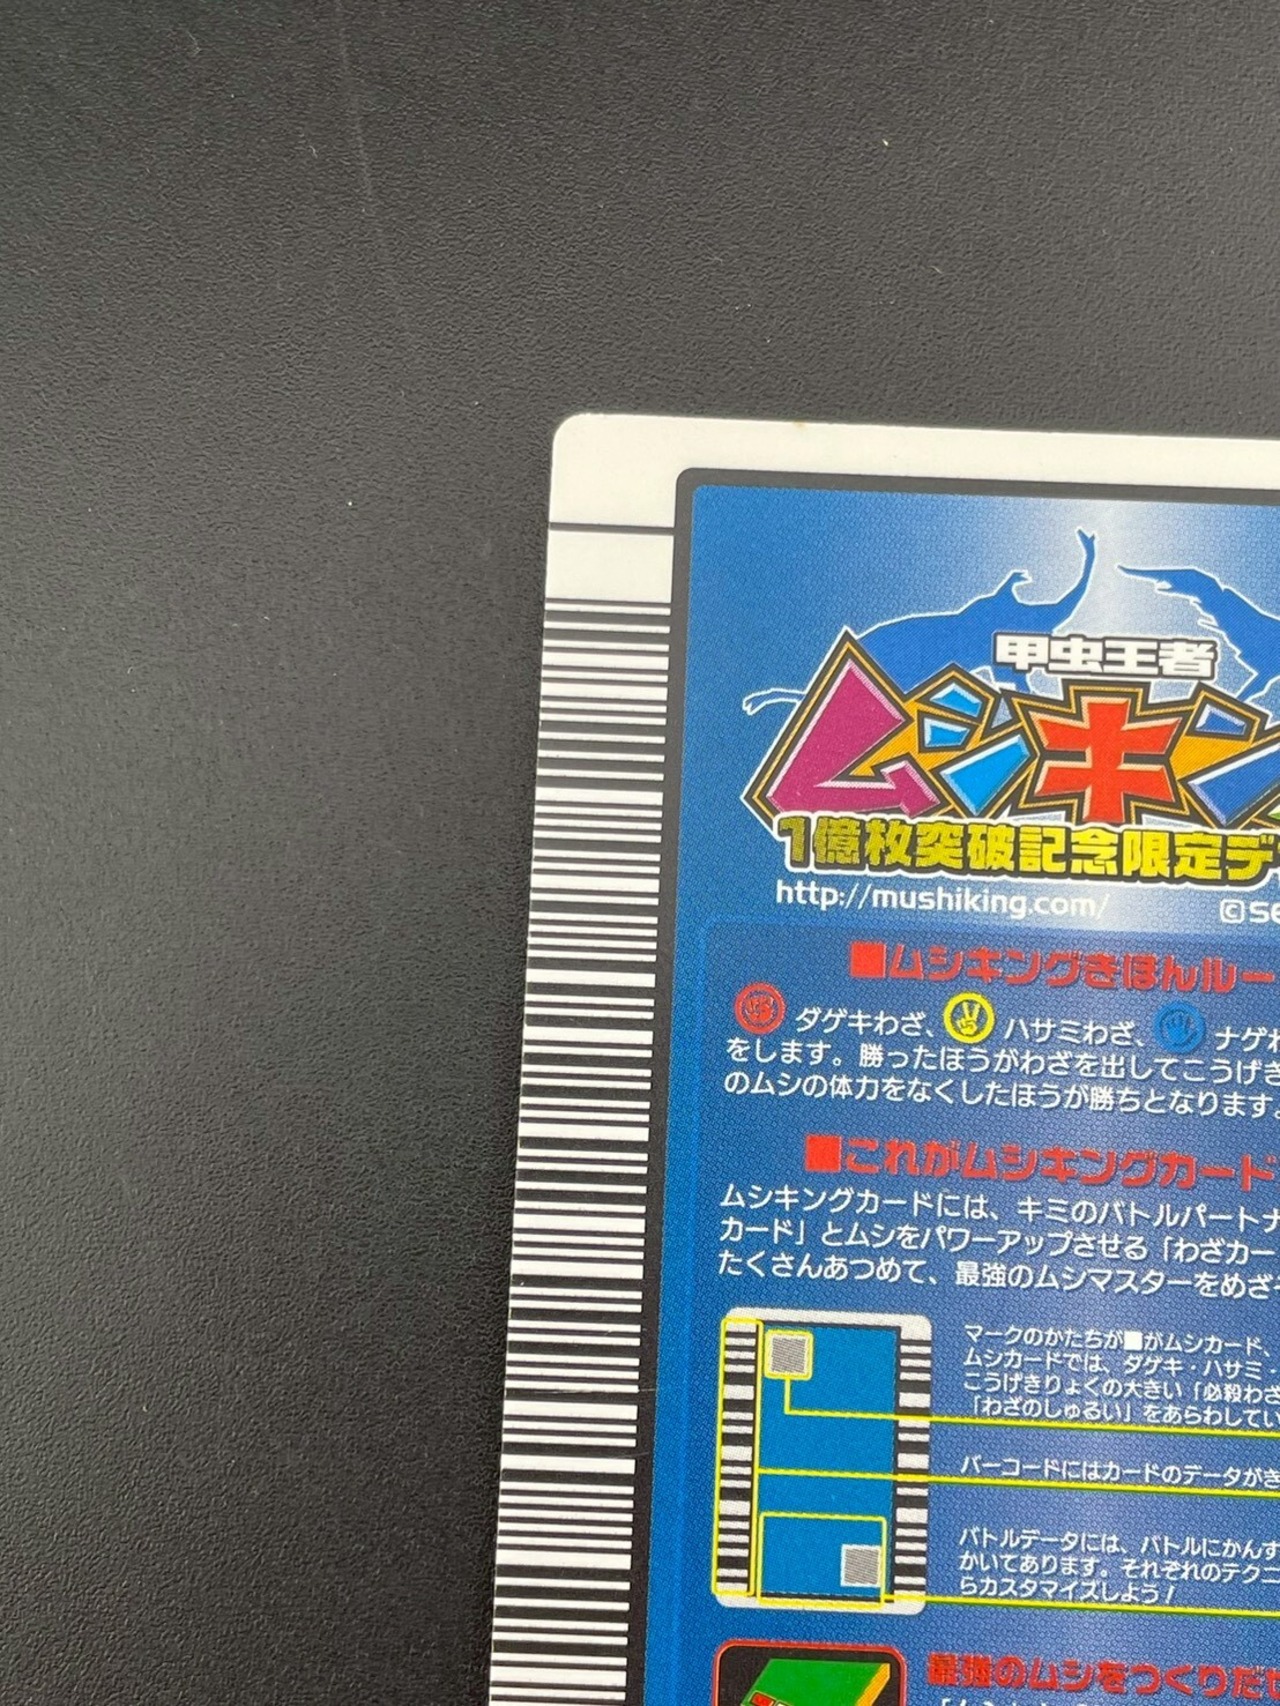 甲虫王者
ムシキン
1億枚突破記念限定デ
http://mushiking.com/
©SE
■ムシキングきほんルー
ダゲキわざ、ハサミわざ、ナゲわ
をします。勝ったほうがわざを出してこうげき
のムシの体力をなくしたほうが勝ちとなります。
■これがムシキングカード
ムシキングカードには、キミのバトルパートナ
カード」とムシをパワーアップさせる「わざカー
たくさんあつめて、最強のムシマスターをめざ
マークのかたちが■がムシカード、
ムシカードでは、ダゲキ・ハサミ・
こうげきりょくの大きい「必殺わざ
「わざのしゅるい」をあらわしてい
バーコードにはカードのデータがき
バトルデータには、バトルにかんす
かいてあります。それぞれのテクニ
らカスタマイズしよう！
最強のムシをつくりだせ